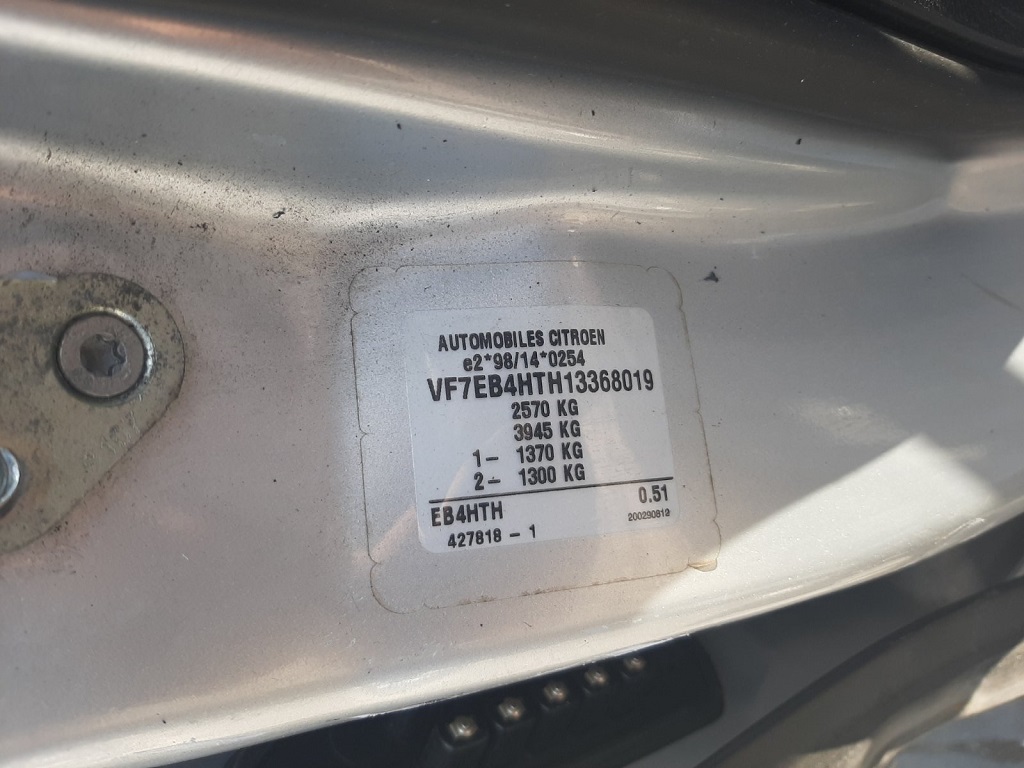 AUTOMOBILES CITROEN
e2*98/14*0254
VF7EB4HTH13368019
2570 KG
3945 KG
1- 1370 KG
2- 1300 KG
EB4HTH 0.51
427818 - 1 200290812